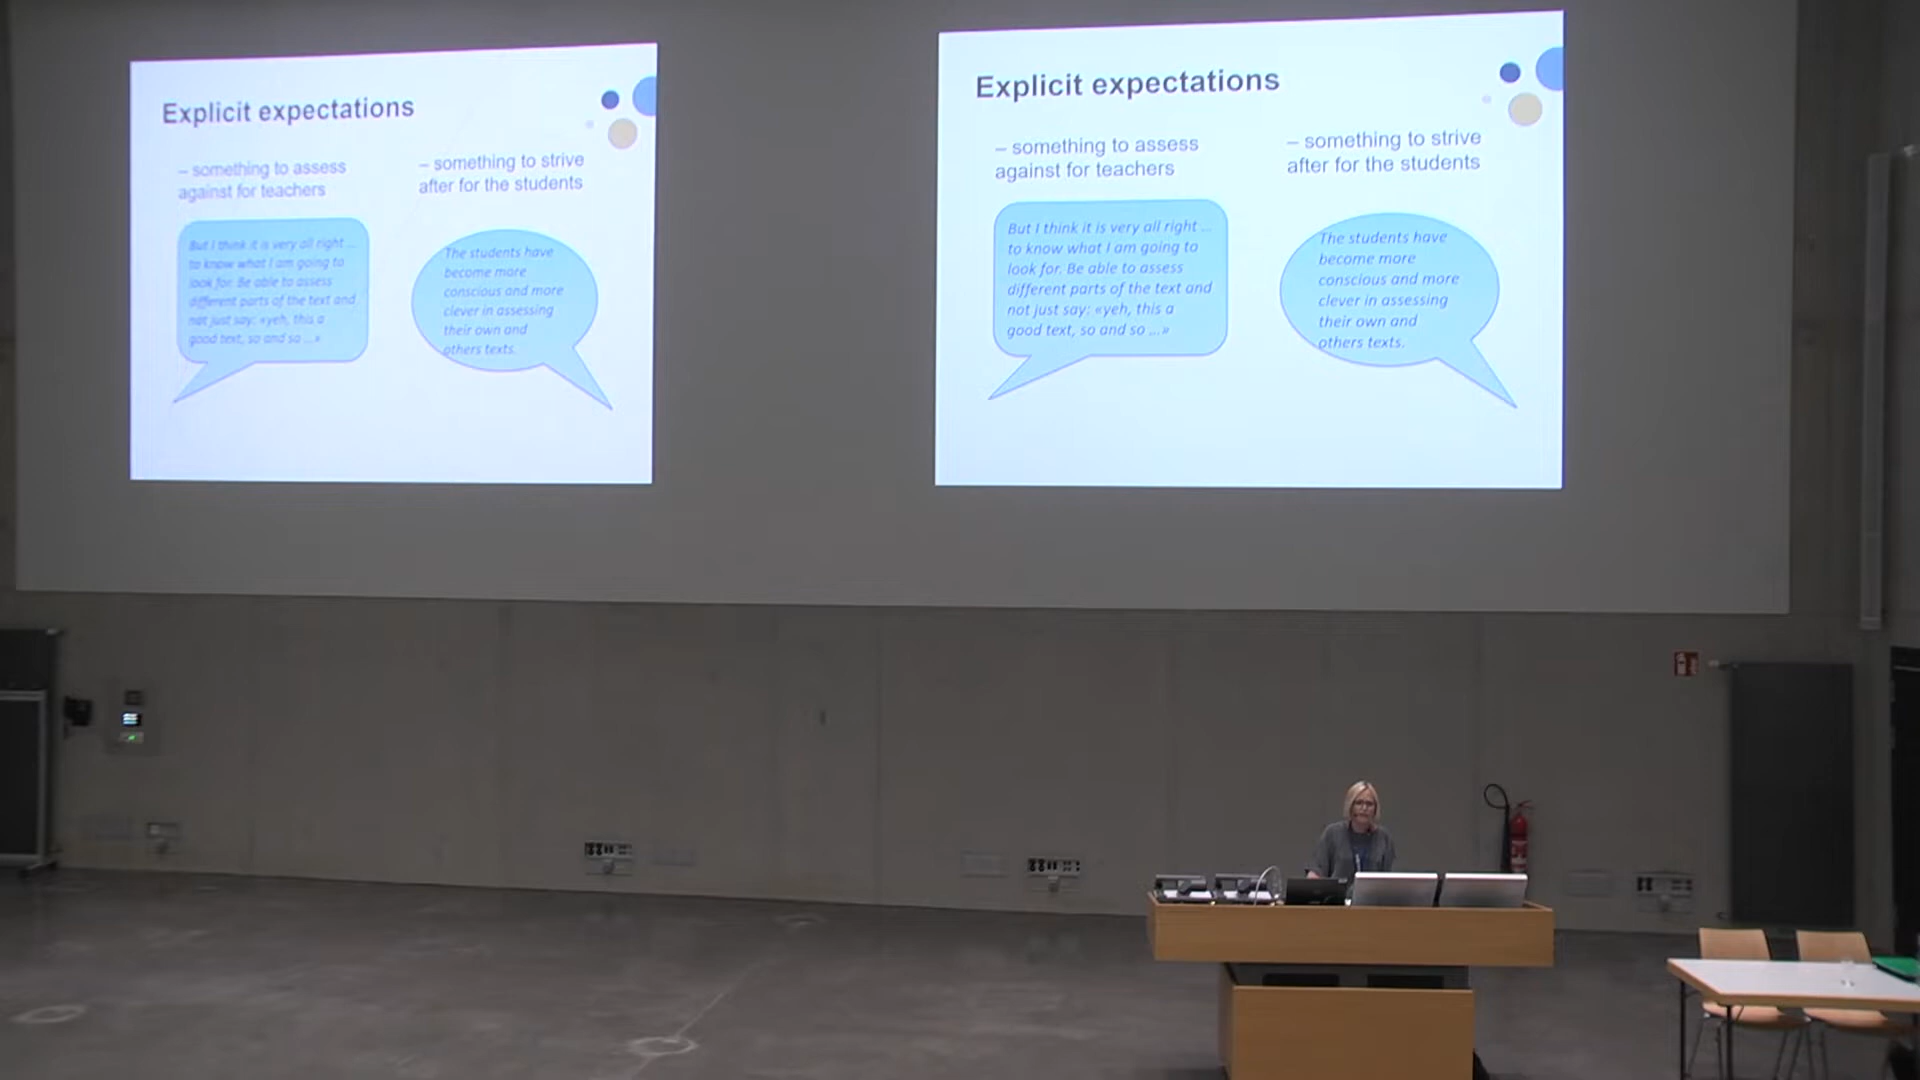 Explicit expectations
– something to assess
against for teachers
– something to strive
after for the students
But I think it is very all right ...
to know what I am going to
look for. Be able to assess
different parts of the text and
not just say: «yeh, this a
good text, so and so ...»
The students have
become more
conscious and more
clever in assessing
their own and
others texts.
Explicit expectations
– something to assess
against for teachers
– something to strive
after for the students
But I think it is very all right ...
to know what I am going to
look for. Be able to assess
different parts of the text and
not just say: «yeh, this a
good text, so and so ...»
The students have
become more
conscious and more
clever in assessing
their own and
others texts.